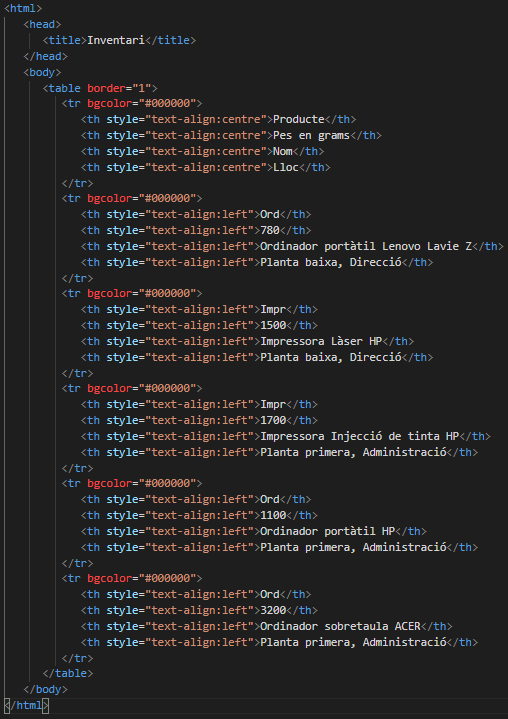 <html>
<head>
<title>Inventari</title>
</head>
<body>
<table border="1">
<tr bgcolor="#000000">
<th style="text-align:centre">Producte</th>
<th style="text-align:centre">Pes en grams</th>
<th style="text-align:centre">Nom</th>
<th style="text-align:centre">Lloc</th>
</tr>
<tr bgcolor="#000000">
<th style="text-align:left">Ord</th>
<th style="text-align:left">780</th>
<th style="text-align:left">Ordinador portàtil Lenovo Lavie Z</th>
<th style="text-align:left">Planta baixa, Direcció</th>
</tr>
<tr bgcolor="#000000">
<th style="text-align:left">Impr</th>
<th style="text-align:left">1500</th>
<th style="text-align:left">Impressora Làser HP</th>
<th style="text-align:left">Planta baixa, Direcció</th>
</tr>
<tr bgcolor="#000000">
<th style="text-align:left">Impr</th>
<th style="text-align:left">1700</th>
<th style="text-align:left">Impressora Injecció de tinta HP</th>
<th style="text-align:left">Planta primera, Administració</th>
</tr>
<tr bgcolor="#000000">
<th style="text-align:left">Ord</th>
<th style="text-align:left">1100</th>
<th style="text-align:left">Ordinador portàtil HP</th>
<th style="text-align:left">Planta primera, Administració</th>
</tr>
<tr bgcolor="#000000">
<th style="text-align:left">Ord</th>
<th style="text-align:left">3200</th>
<th style="text-align:left">Ordinador sobretaula ACER</th>
<th style="text-align:left">Planta primera, Administració</th>
</tr>
</table>
</body>
</html>